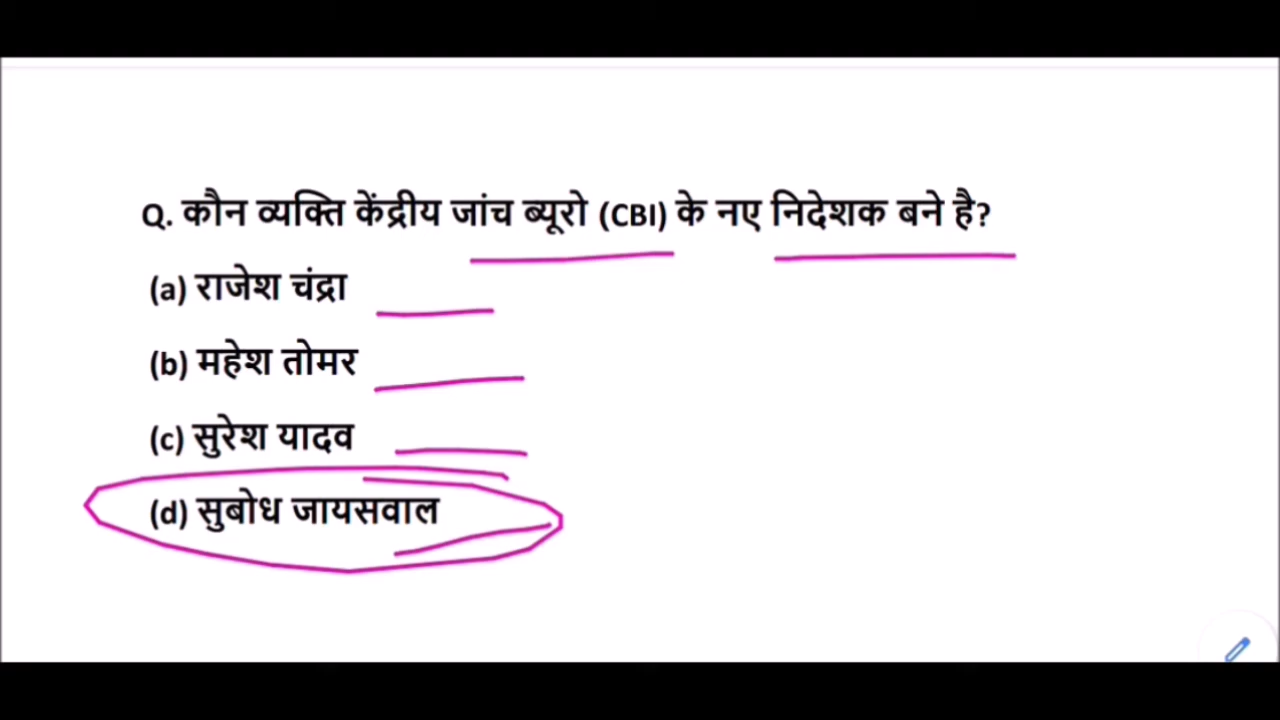 Q. कौन व्यक्ति केंद्रीय जांच ब्यूरो (CBI) के नए निदेशक बने है?
(a) राजेश चंद्रा
(b) महेश तोमर
(c) सुरेश यादव
(d) सुबोध जायसवाल